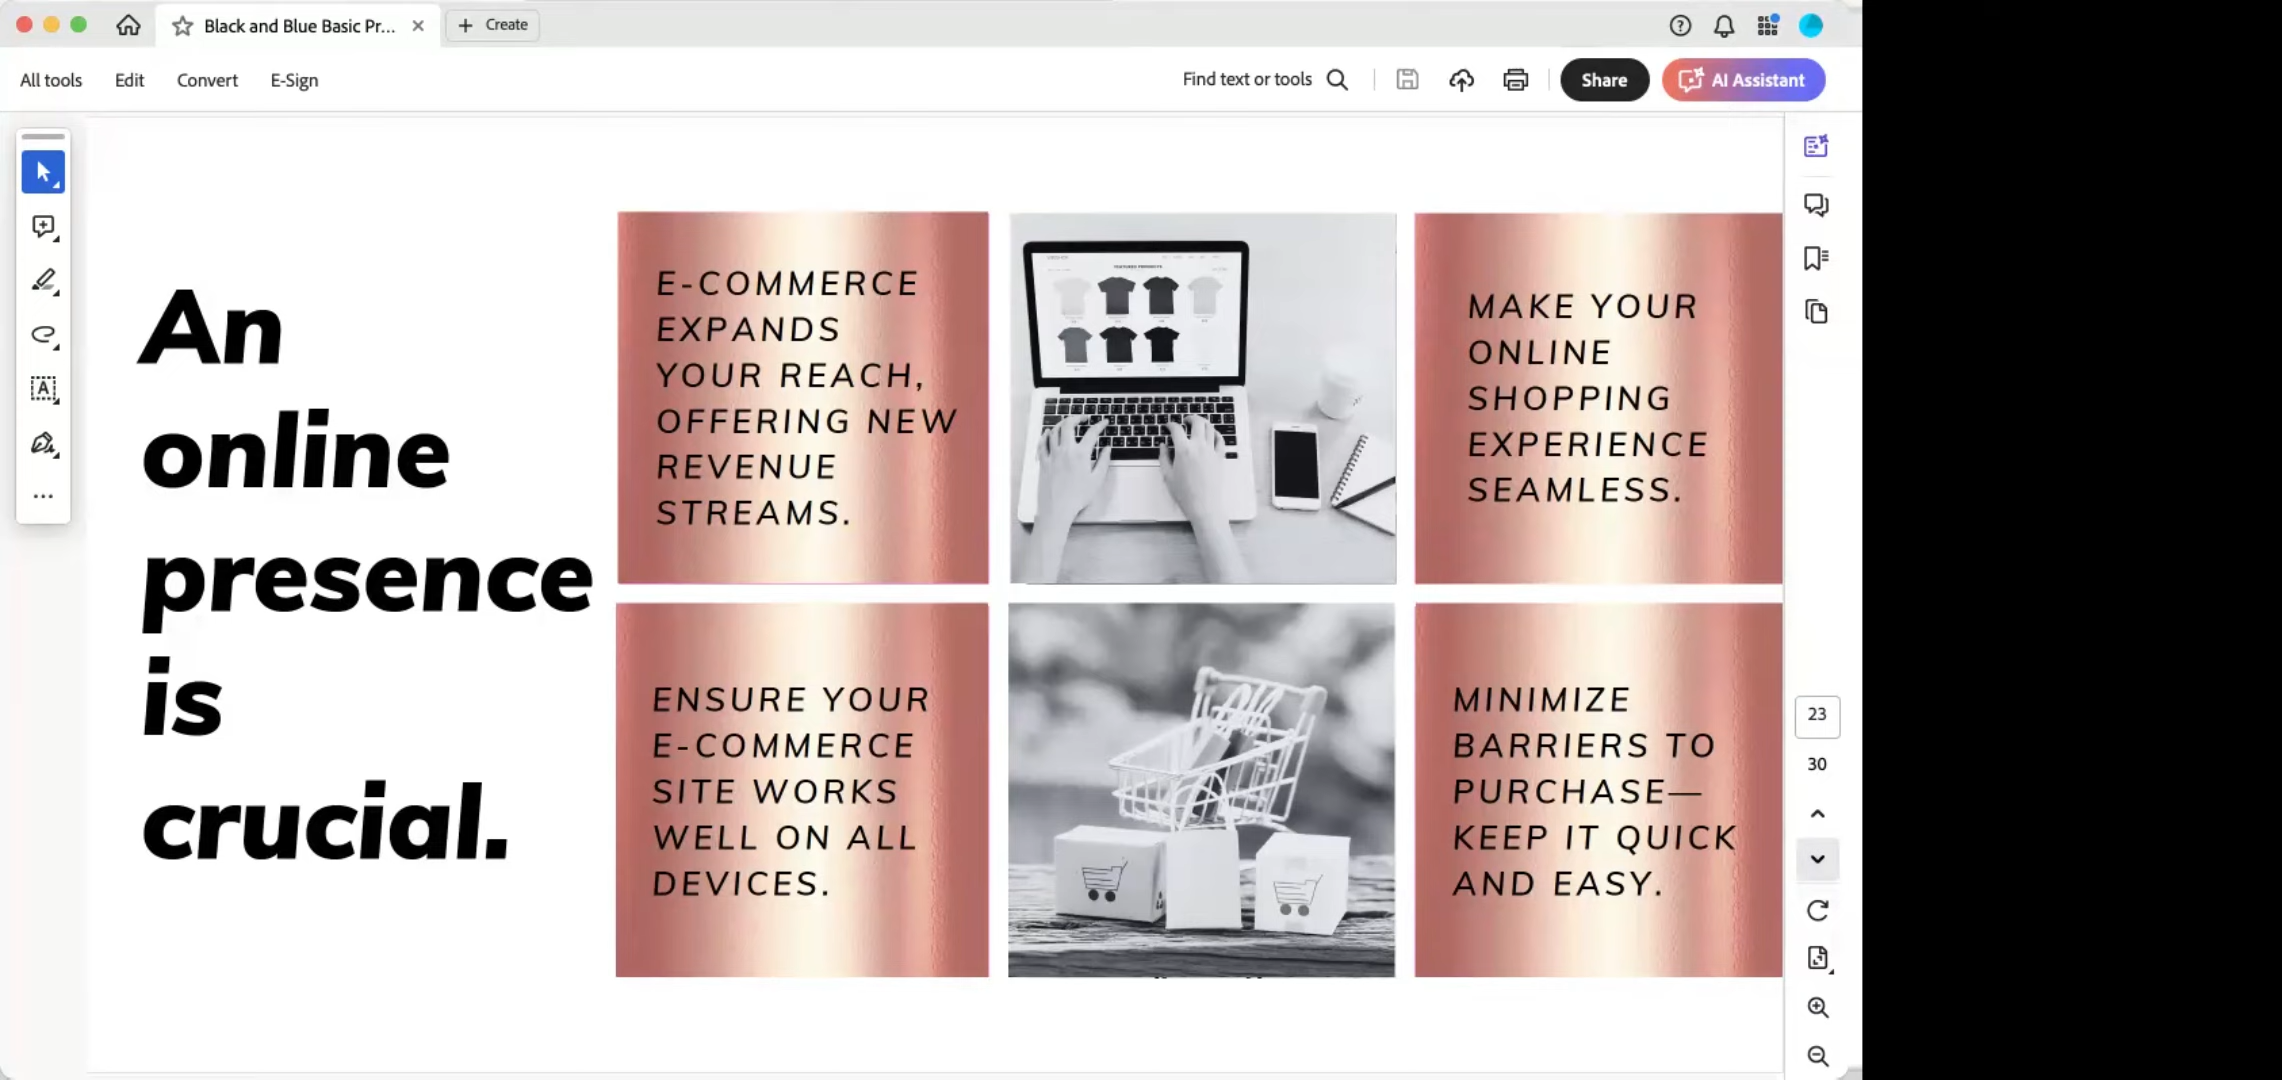 Black and Blue Basic Pr...
Create
All tools
Edit
Convert
E-Sign
Find text or tools
Share
AI Assistant
An
online
presence
is
crucial.
E-COMMERCE
EXPANDS
YOUR REACH,
OFFERING NEW
REVENUE
STREAMS.
FEATURED PRODUCTS
MAKE YOUR
ONLINE
SHOPPING
EXPERIENCE
SEAMLESS.
ENSURE YOUR
E-COMMERCE
SITE WORKS
WELL ON ALL
DEVICES.
MINIMIZE
BARRIERS TO
PURCHASE—
KEEP IT QUICK
AND EASY.
23
30